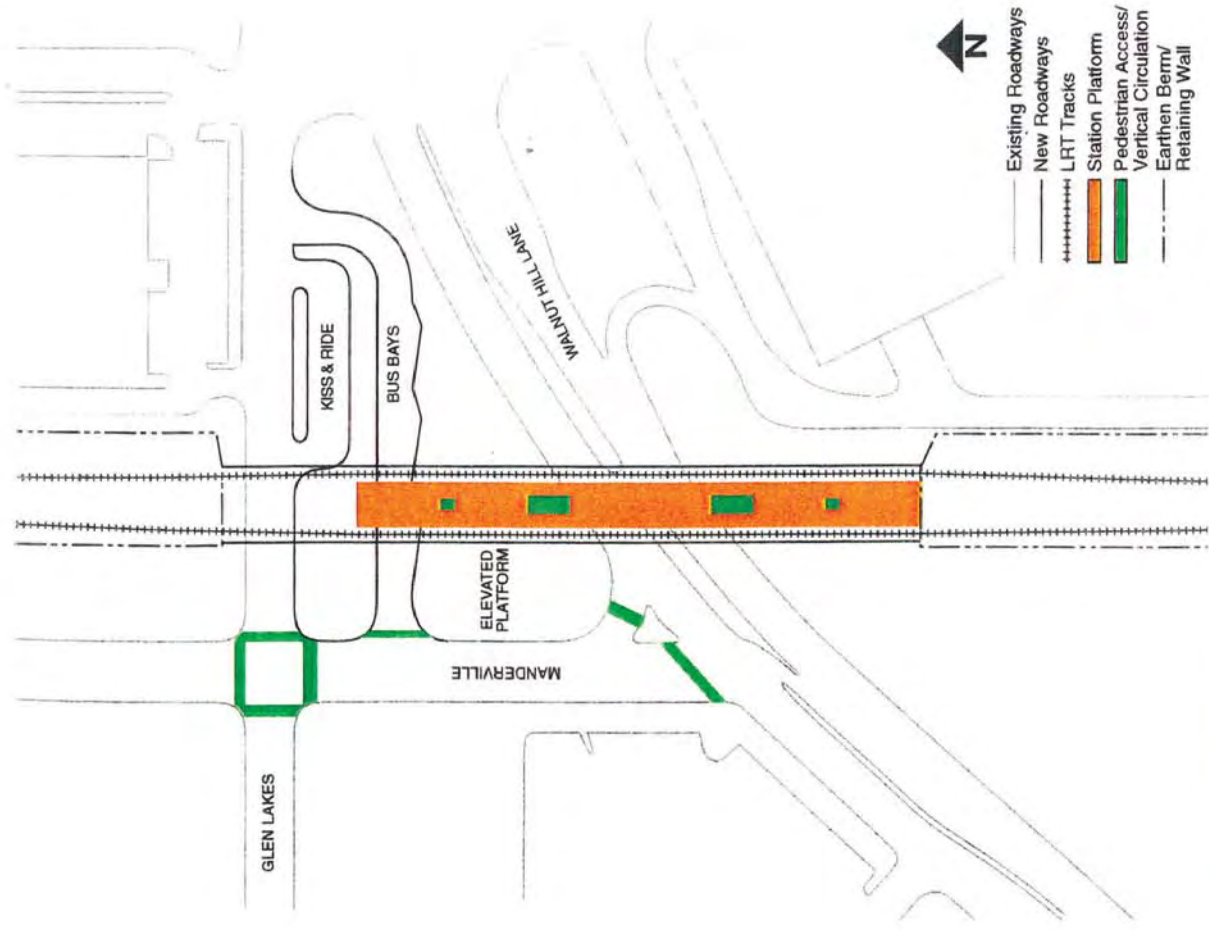 GLEN LAKES
KISS & RIDE
BUS BAYS
ELEVATED
PLATFORM
MANDERVILLE
WALNUT HILL LANE
N
Existing Roadways
New Roadways
LRT Tracks
Station Platform
Pedestrian Access/
Vertical Circulation
Earthen Berm/
Retaining Wall